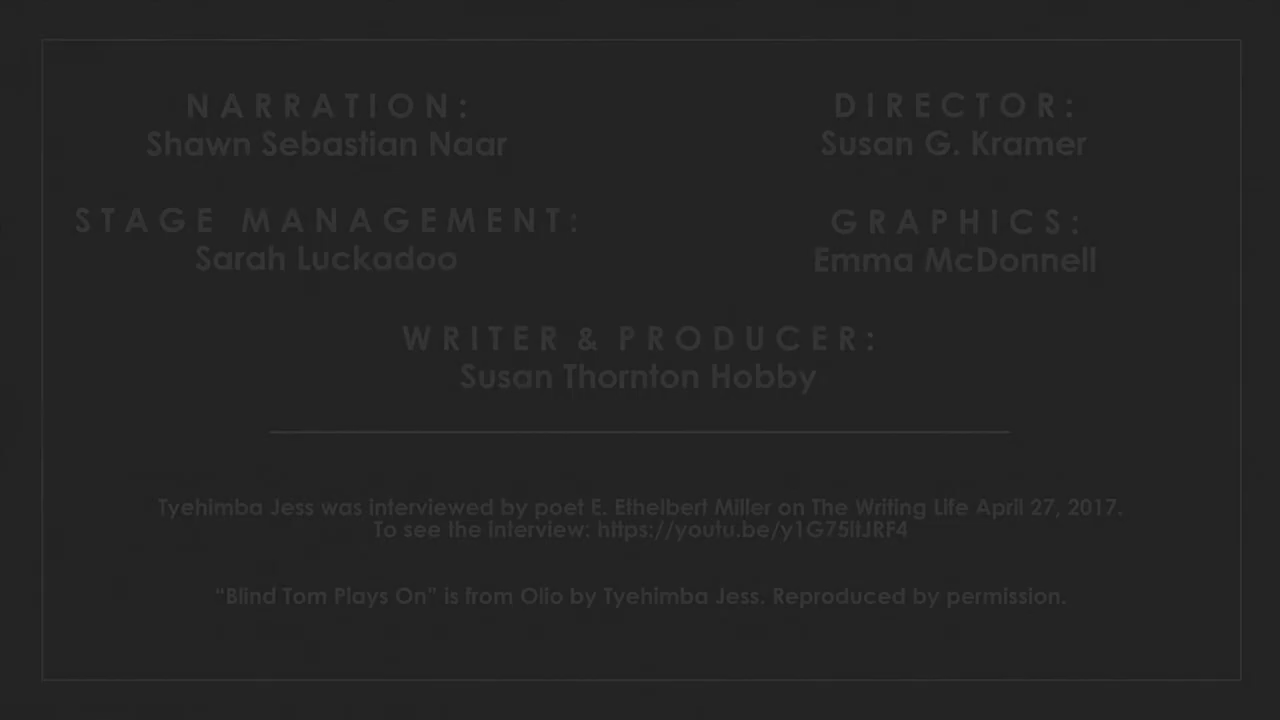 NARRATION:
Shawn Sebastian Naar
DIRECTOR:
Susan G. Kramer
STAGE MANAGEMENT:
Sarah Luckadoo
GRAPHICS:
Emma McDonnell
WRITER & PRODUCER:
Susan Thornton Hobby
Tyehimba Jess was interviewed by poet E. Ethelbert Miller on The Writing Life April 27, 2017.
To see the interview: https://youtu.be/y1G75ltJRF4
“Blind Tom Plays On” is from Olio by Tyehimba Jess. Reproduced by permission.